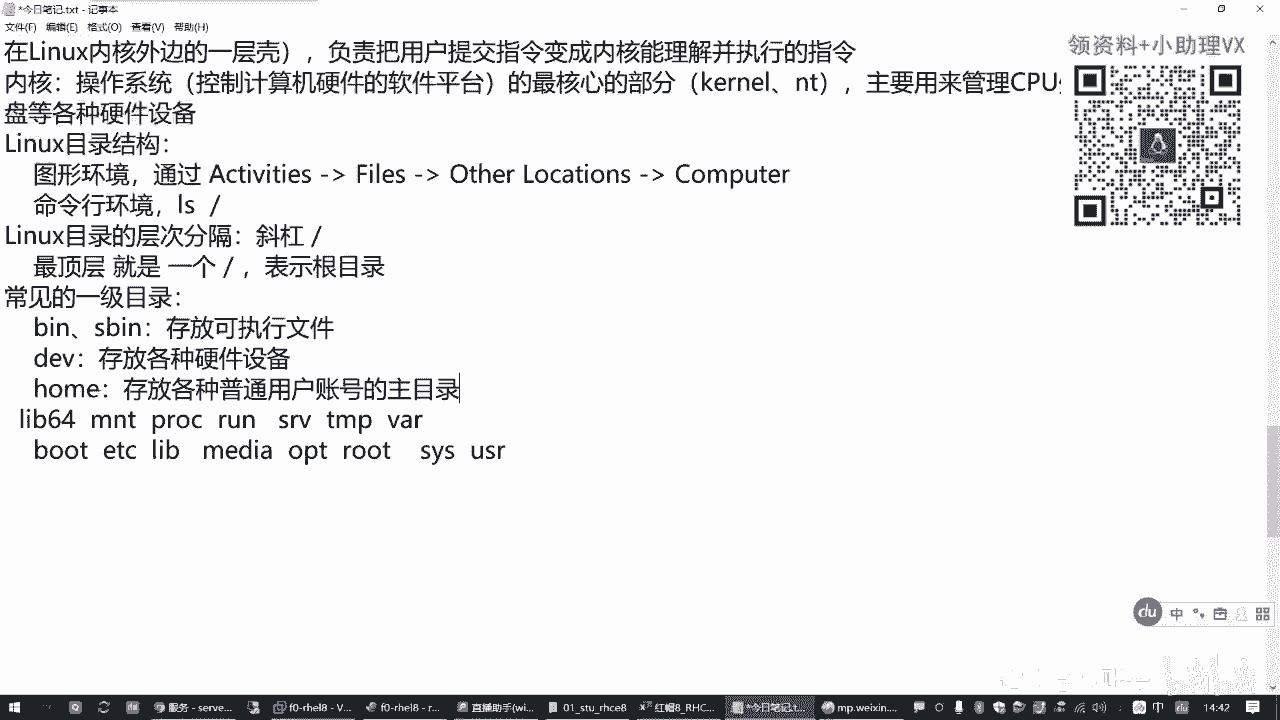 *今日笔记.txt - 记事本
文件(F) 编辑(E) 格式(O) 查看(V) 帮助(H)
在Linux内核外边的一层壳），负责把用户提交指令变成内核能理解并执行的指令
领资料+小助理VX
内核：操作系统（控制计算机硬件的软件平台）的最核心的部分（kernel、nt），主要用来管理CPU
盘等各种硬件设备
Linux目录结构：
图形环境，通过 Activities -> Files -> Other Locations -> Computer
命令行环境，ls /
Linux目录的层次分隔：斜杠 /
最顶层 就是 一个 / ，表示根目录
常见的一级目录：
bin、sbin：存放可执行文件
dev：存放各种硬件设备
home：存放各种普通用户账号的主目录
lib64 mnt proc run srv tmp var
boot etc lib media opt root sys usr
du 中
服务 - serve... f0-rhel8 - V... f0-rhel8 - r... 直播助手(wi... 01_stu_rhce8 红帽8_RHC... *今日笔记.t... mp.weixin... 中 du 14:42